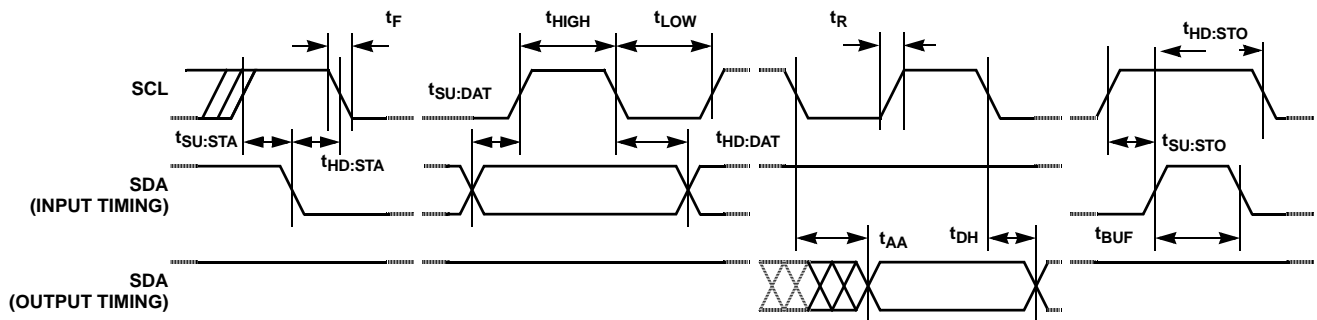 tF
tHIGH
tLOW
tR
tHD:STO
SCL
tSU:DAT
tSU:STA
tHD:STA
tHD:DAT
tSU:STO
SDA
(INPUT TIMING)
tAA
tDH
tBUF
SDA
(OUTPUT TIMING)